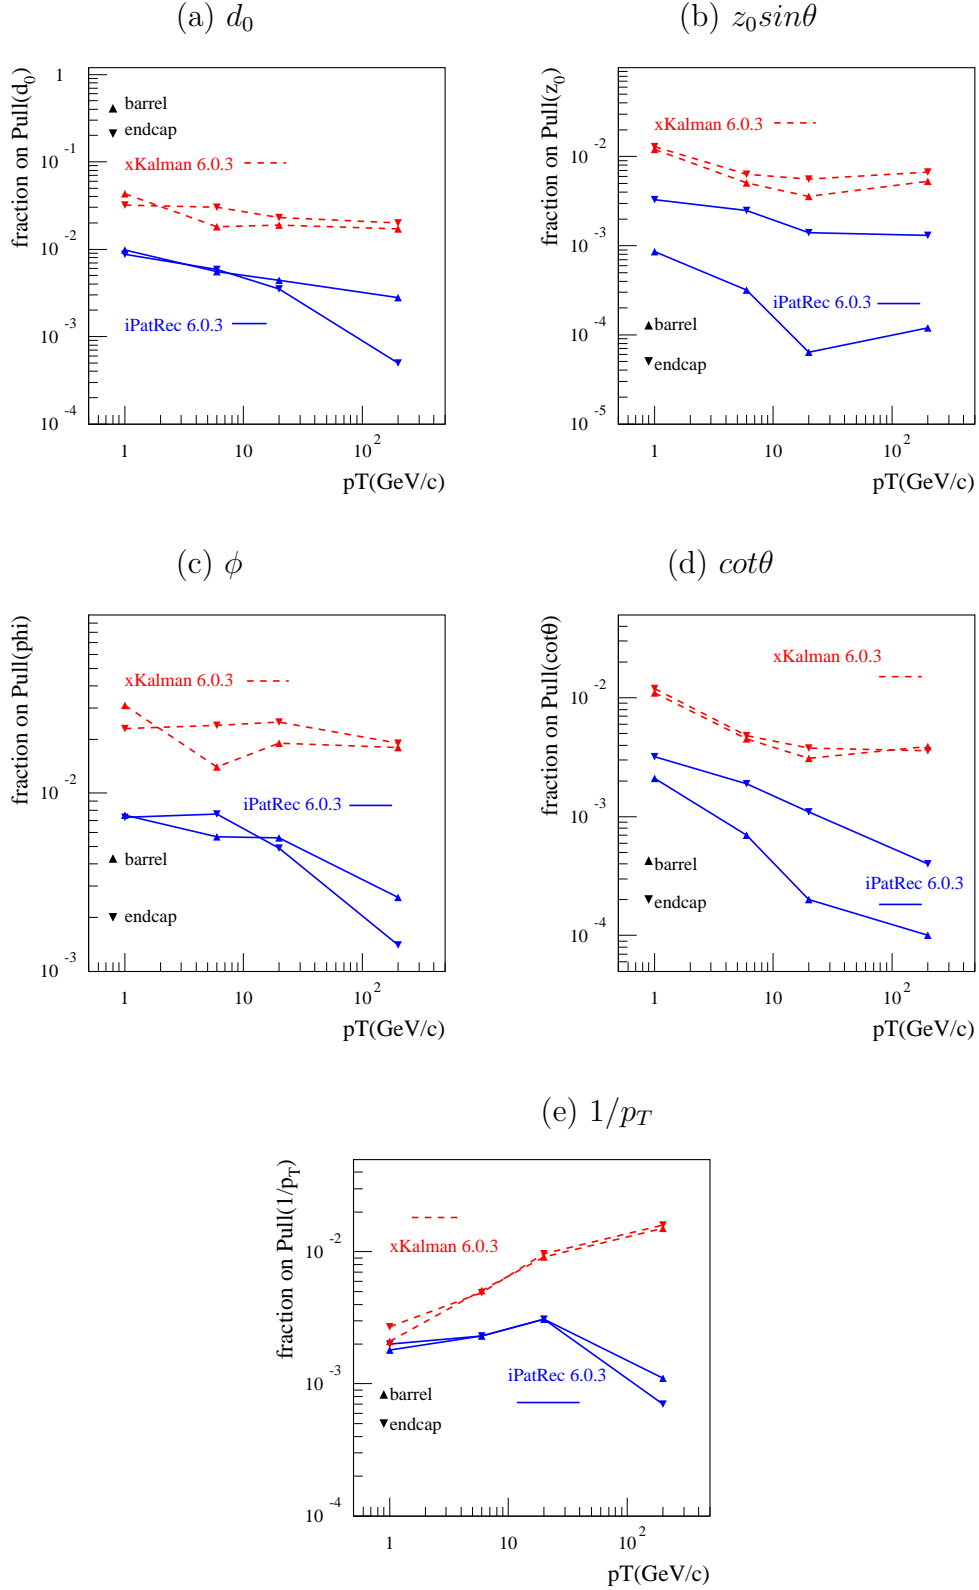 (a) d0
fraction on Pull(d0)
1
10^-1
10^-2
10^-3
10^-4
barrel
endcap
xKalman 6.0.3
iPatRec 6.0.3
1
10
10^2
pT(GeV/c)
(b) z0sinθ
fraction on Pull(z0)
10^-2
10^-3
10^-4
10^-5
xKalman 6.0.3
iPatRec 6.0.3
barrel
endcap
1
10
10^2
pT(GeV/c)
(c) ϕ
fraction on Pull(phi)
10^-2
10^-3
xKalman 6.0.3
iPatRec 6.0.3
barrel
endcap
1
10
10^2
pT(GeV/c)
(d) cotθ
fraction on Pull(cotθ)
10^-2
10^-3
10^-4
xKalman 6.0.3
barrel
iPatRec 6.0.3
endcap
1
10
10^2
pT(GeV/c)
(e) 1/pT
fraction on Pull(1/pT)
10^-2
10^-3
10^-4
xKalman 6.0.3
iPatRec 6.0.3
barrel
endcap
1
10
10^2
pT(GeV/c)